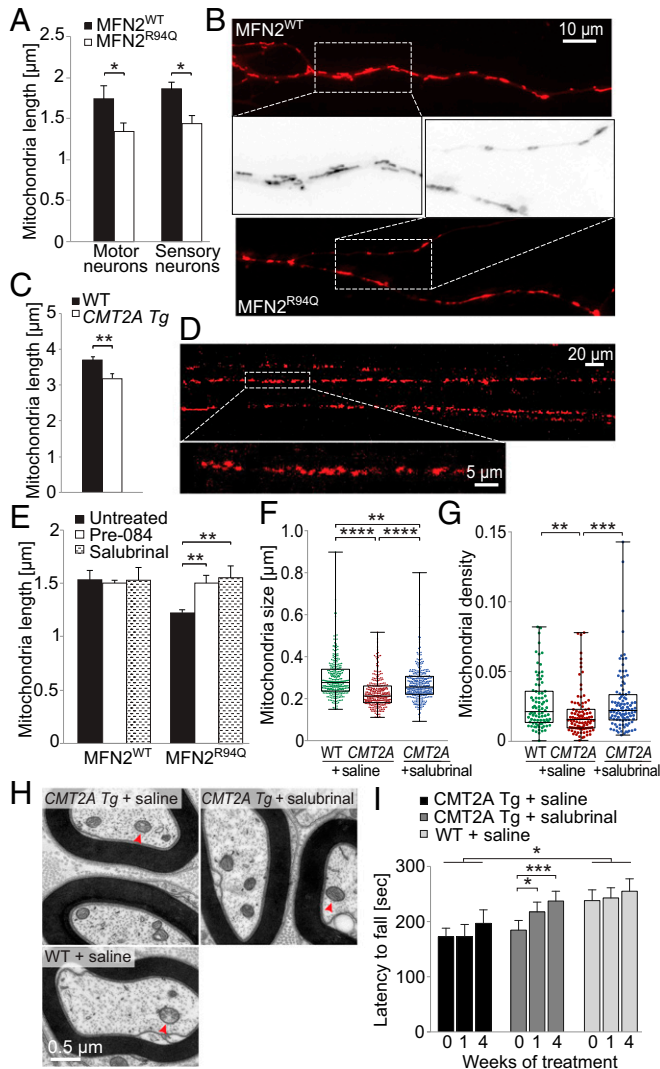 A
MFN2WT
MFN2R94Q
Mitochondria length [µm]
2
1.5
1
0.5
0
*
*
Motor neurons
Sensory neurons
B
MFN2WT
10 µm
MFN2R94Q
C
WT
CMT2A Tg
Mitochondria length [µm]
5
4
3
2
1
0
**
D
20 µm
5 µm
E
Untreated
Pre-084
Salubrinal
Mitochondria length [µm]
2
1.5
1
0.5
0
**
**
MFN2WT
MFN2R94Q
F
Mitochondria size [µm]
1.0
0.8
0.6
0.4
0.2
0
**
****
****
WT CMT2A CMT2A
+saline +salubrinal
G
Mitochondrial density
0.15
0.10
0.05
0
**
***
WT CMT2A CMT2A
+saline +salubrinal
H
CMT2A Tg + saline
CMT2A Tg + salubrinal
WT + saline
0.5 µm
I
CMT2A Tg + saline
CMT2A Tg + salubrinal
WT + saline
Latency to fall [sec]
300
200
100
0
*
***
*
0 1 4 0 1 4 0 1 4
Weeks of treatment